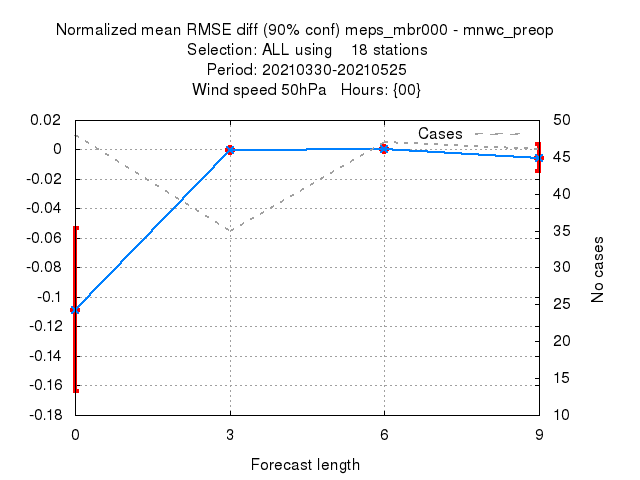 Normalized mean RMSE diff (90% conf) meps_mbr000 - mnwc_preop
Selection: ALL using 18 stations
Period: 20210330-20210525
Wind speed 50hPa Hours: {00}
Cases
0.02
0
-0.02
-0.04
-0.06
-0.08
-0.1
-0.12
-0.14
-0.16
-0.18
50
45
40
35
30
25
20
15
10
No cases
0 3 6 9
Forecast length